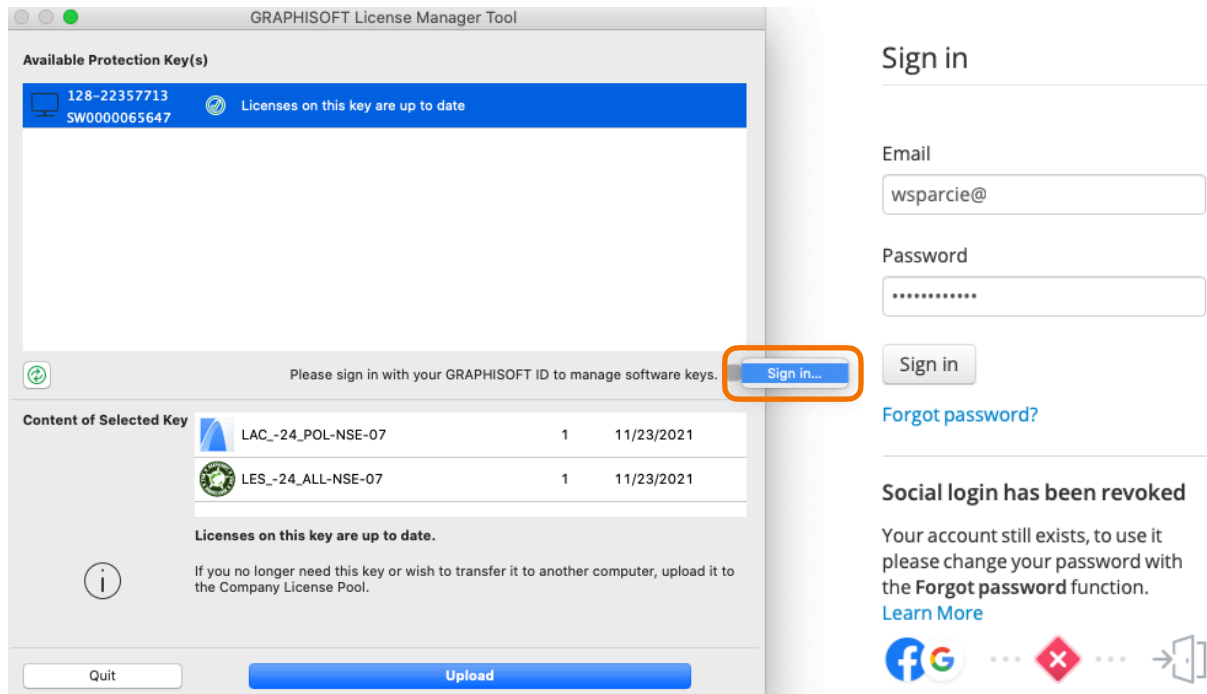 GRAPHISOFT License Manager Tool
Available Protection Key(s)
128-22357713
SW0000065647
Licenses on this key are up to date
Please sign in with your GRAPHISOFT ID to manage software keys.
Sign in...
Content of Selected Key
LAC_-24_POL-NSE-07 1 11/23/2021
LES_-24_ALL-NSE-07 1 11/23/2021
Licenses on this key are up to date.
If you no longer need this key or wish to transfer it to another computer, upload it to
the Company License Pool.
Quit
Upload
Sign in
Email
wsparcie@
Password
••••••••••••
Sign in
Forgot password?
Social login has been revoked
Your account still exists, to use it
please change your password with
the Forgot password function.
Learn More